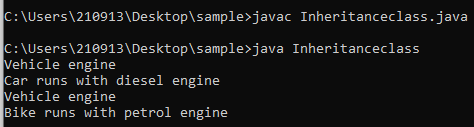 C:\Users\210913\Desktop\sample>javac Inheritanceclass.java
C:\Users\210913\Desktop\sample>java Inheritanceclass
Vehicle engine
Car runs with diesel engine
Vehicle engine
Bike runs with petrol engine